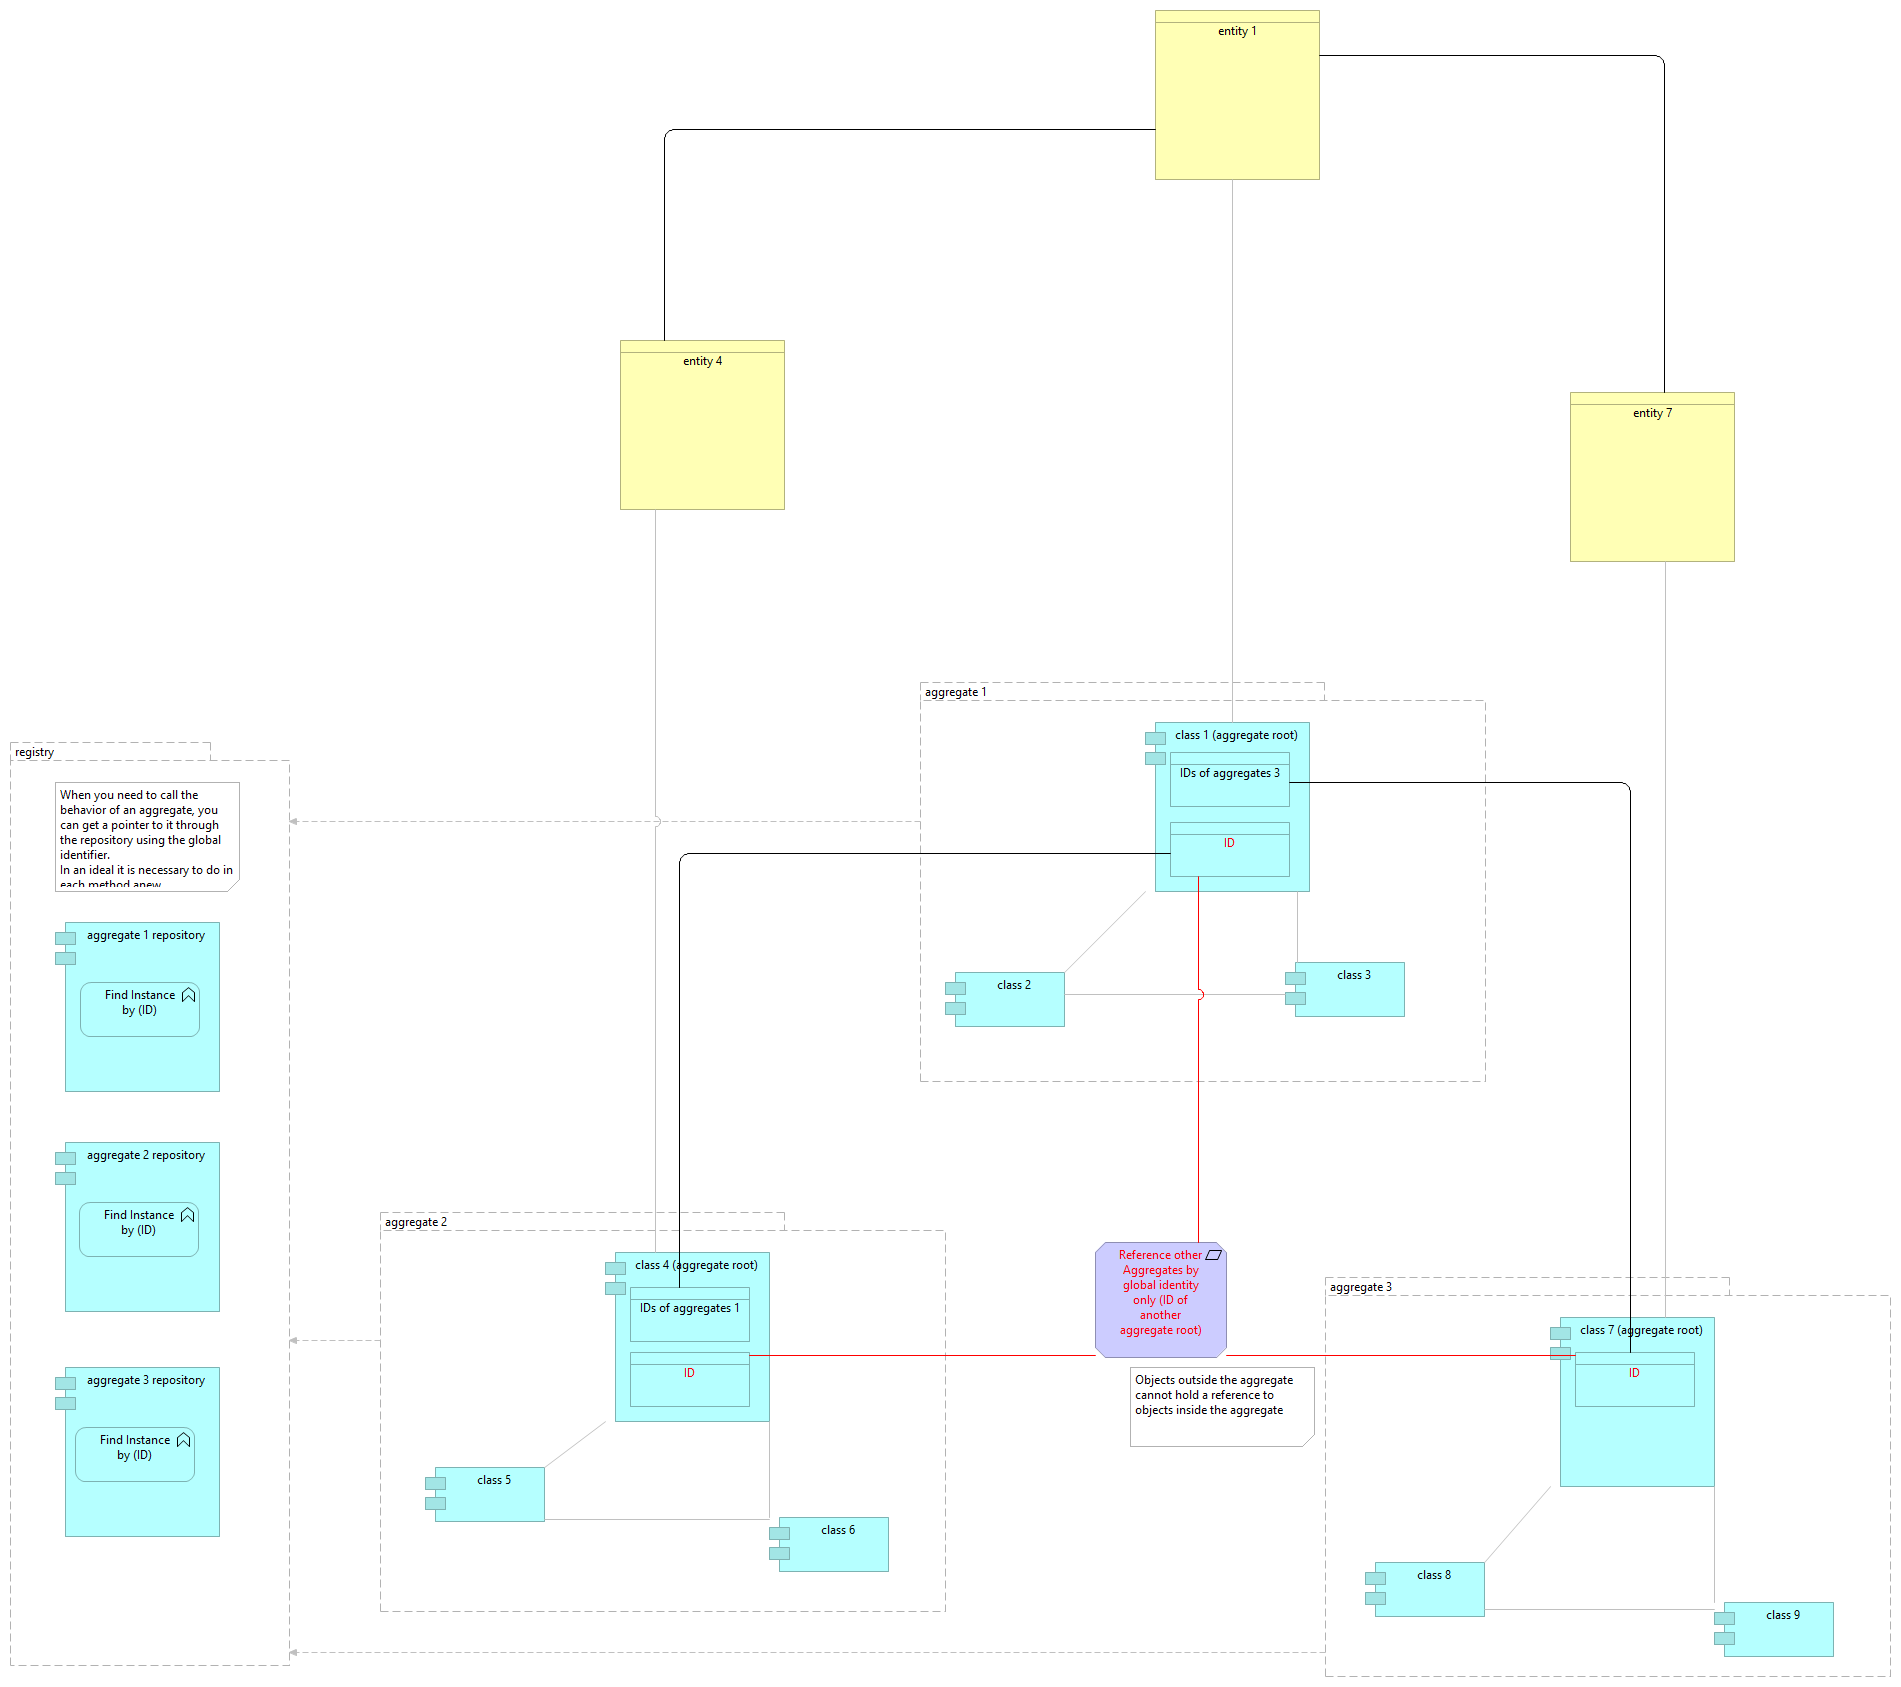 entity 1
entity 4
entity 7
aggregate 1
class 1 (aggregate root)
IDs of aggregates 3
ID
class 2
class 3
registry
When you need to call the
behavior of an aggregate, you
can get a pointer to it through
the repository using the global
identifier.
In an ideal it is necessary to do in
each method anew
aggregate 1 repository
Find Instance
by (ID)
aggregate 2 repository
Find Instance
by (ID)
aggregate 3 repository
Find Instance
by (ID)
aggregate 2
class 4 (aggregate root)
IDs of aggregates 1
ID
class 5
class 6
Reference other
Aggregates by
global identity
only (ID of
another
aggregate root)
Objects outside the aggregate
cannot hold a reference to
objects inside the aggregate
aggregate 3
class 7 (aggregate root)
ID
class 8
class 9